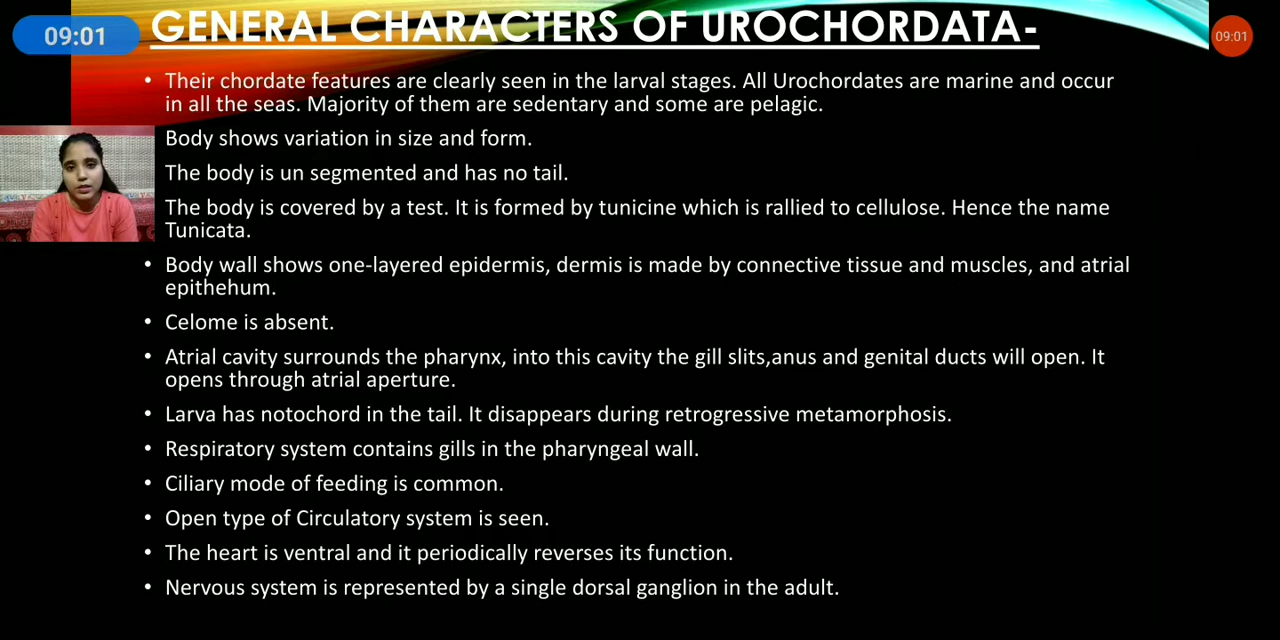 GENERAL CHARACTERS OF UROCHORDATA-
09:01
09:01
• Their chordate features are clearly seen in the larval stages. All Urochordates are marine and occur
in all the seas. Majority of them are sedentary and some are pelagic.
Body shows variation in size and form.
The body is un segmented and has no tail.
The body is covered by a test. It is formed by tunicine which is rallied to cellulose. Hence the name
Tunicata.
• Body wall shows one-layered epidermis, dermis is made by connective tissue and muscles, and atrial
epithehum.
• Celome is absent.
• Atrial cavity surrounds the pharynx, into this cavity the gill slits,anus and genital ducts will open. It
opens through atrial aperture.
• Larva has notochord in the tail. It disappears during retrogressive metamorphosis.
• Respiratory system contains gills in the pharyngeal wall.
• Ciliary mode of feeding is common.
• Open type of Circulatory system is seen.
• The heart is ventral and it periodically reverses its function.
• Nervous system is represented by a single dorsal ganglion in the adult.